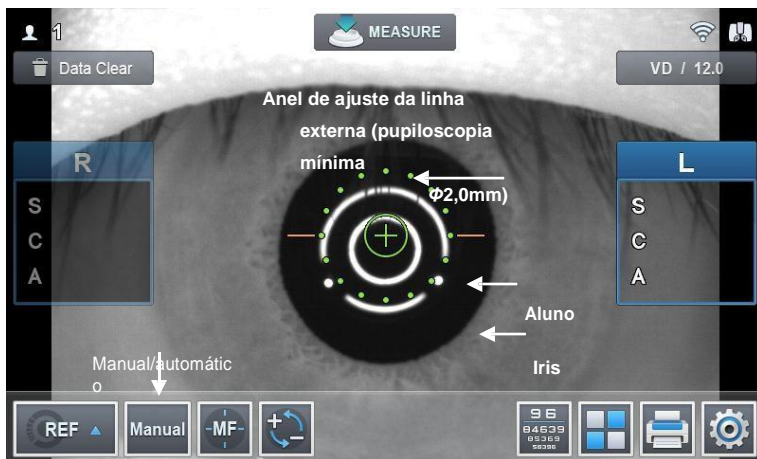 1
MEASURE
Data Clear
VD / 12.0
Anel de ajuste da linha
externa (pupiloscopia
mínima
Φ2,0mm)
R
L
S
S
C
C
A
A
Aluno
Iris
Manual/automátic
o
REF
Manual
-MF-
+
−
96
84639
85369
58396